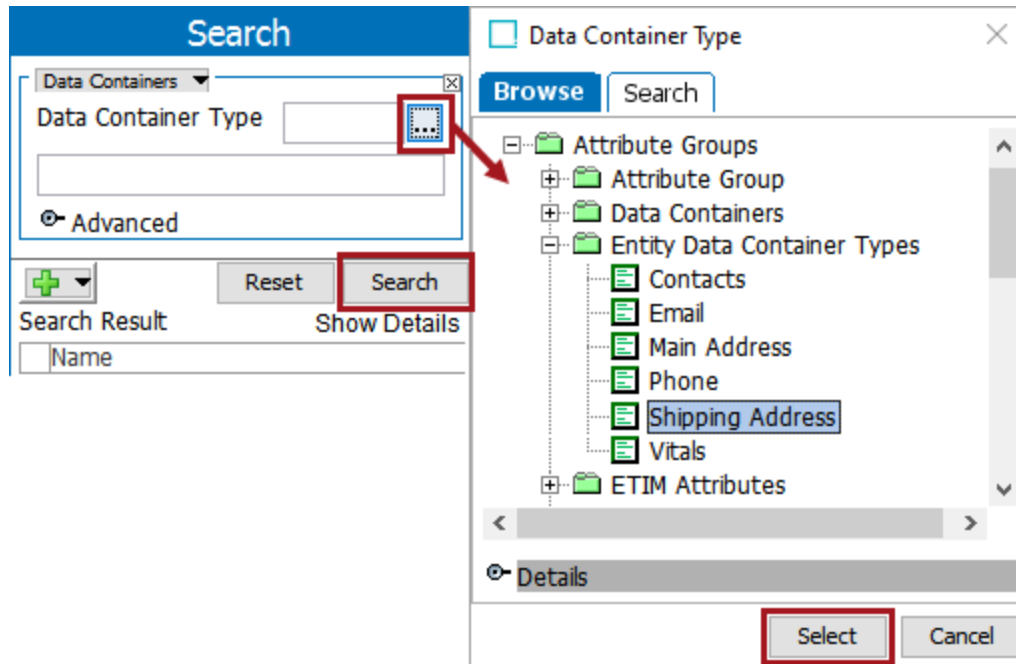 Search
Data Containers
Data Container Type
...
Advanced
Reset
Search
Search Result
Show Details
Name
Data Container Type
Browse
Search
Attribute Groups
Attribute Group
Data Containers
Entity Data Container Types
Contacts
Email
Main Address
Phone
Shipping Address
Vitals
ETIM Attributes
Details
Select
Cancel